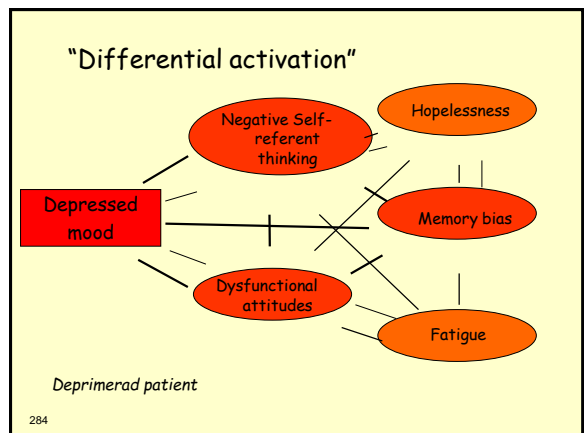 “Differential activation”
Negative Self-
referent
thinking
Hopelessness
Depressed
mood
Memory bias
Dysfunctional
attitudes
Fatigue
Deprimerad patient
284